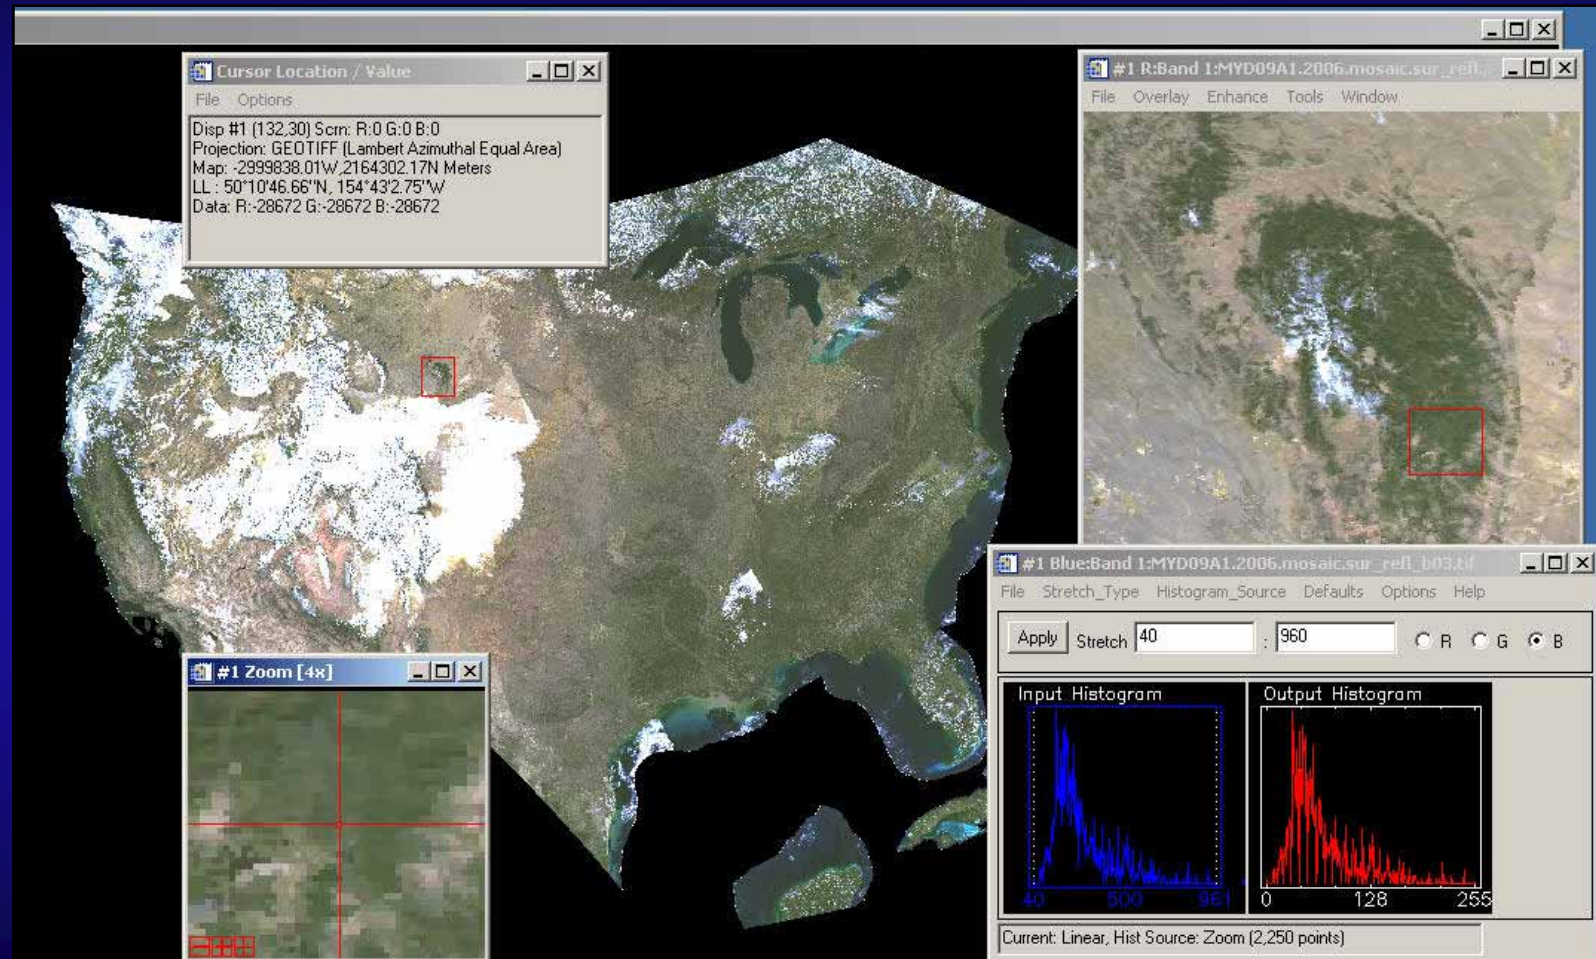 Cursor Location / Value
File Options
Disp #1 (132,30) Scrn: R:0 G:0 B:0
Projection: GEOTIFF (Lambert Azimuthal Equal Area)
Map: -2999838.01W,2164302.17N Meters
LL : 50°10'46.66"N, 154°43'2.75"W
Data: R:-28672 G:-28672 B:-28672
#1 R:Band 1:MYD09A1.2006.mosaic.sur_refl...
File Overlay Enhance Tools Window
#1 Zoom [4x]
#1 Blue:Band 1:MYD09A1.2006.mosaic.sur_refl_b03.tif
File Stretch_Type Histogram_Source Defaults Options Help
Apply Stretch 40 : 960 R G B
Input Histogram Output Histogram
40 500 961 0 128 255
Current: Linear, Hist Source: Zoom (2,250 points)